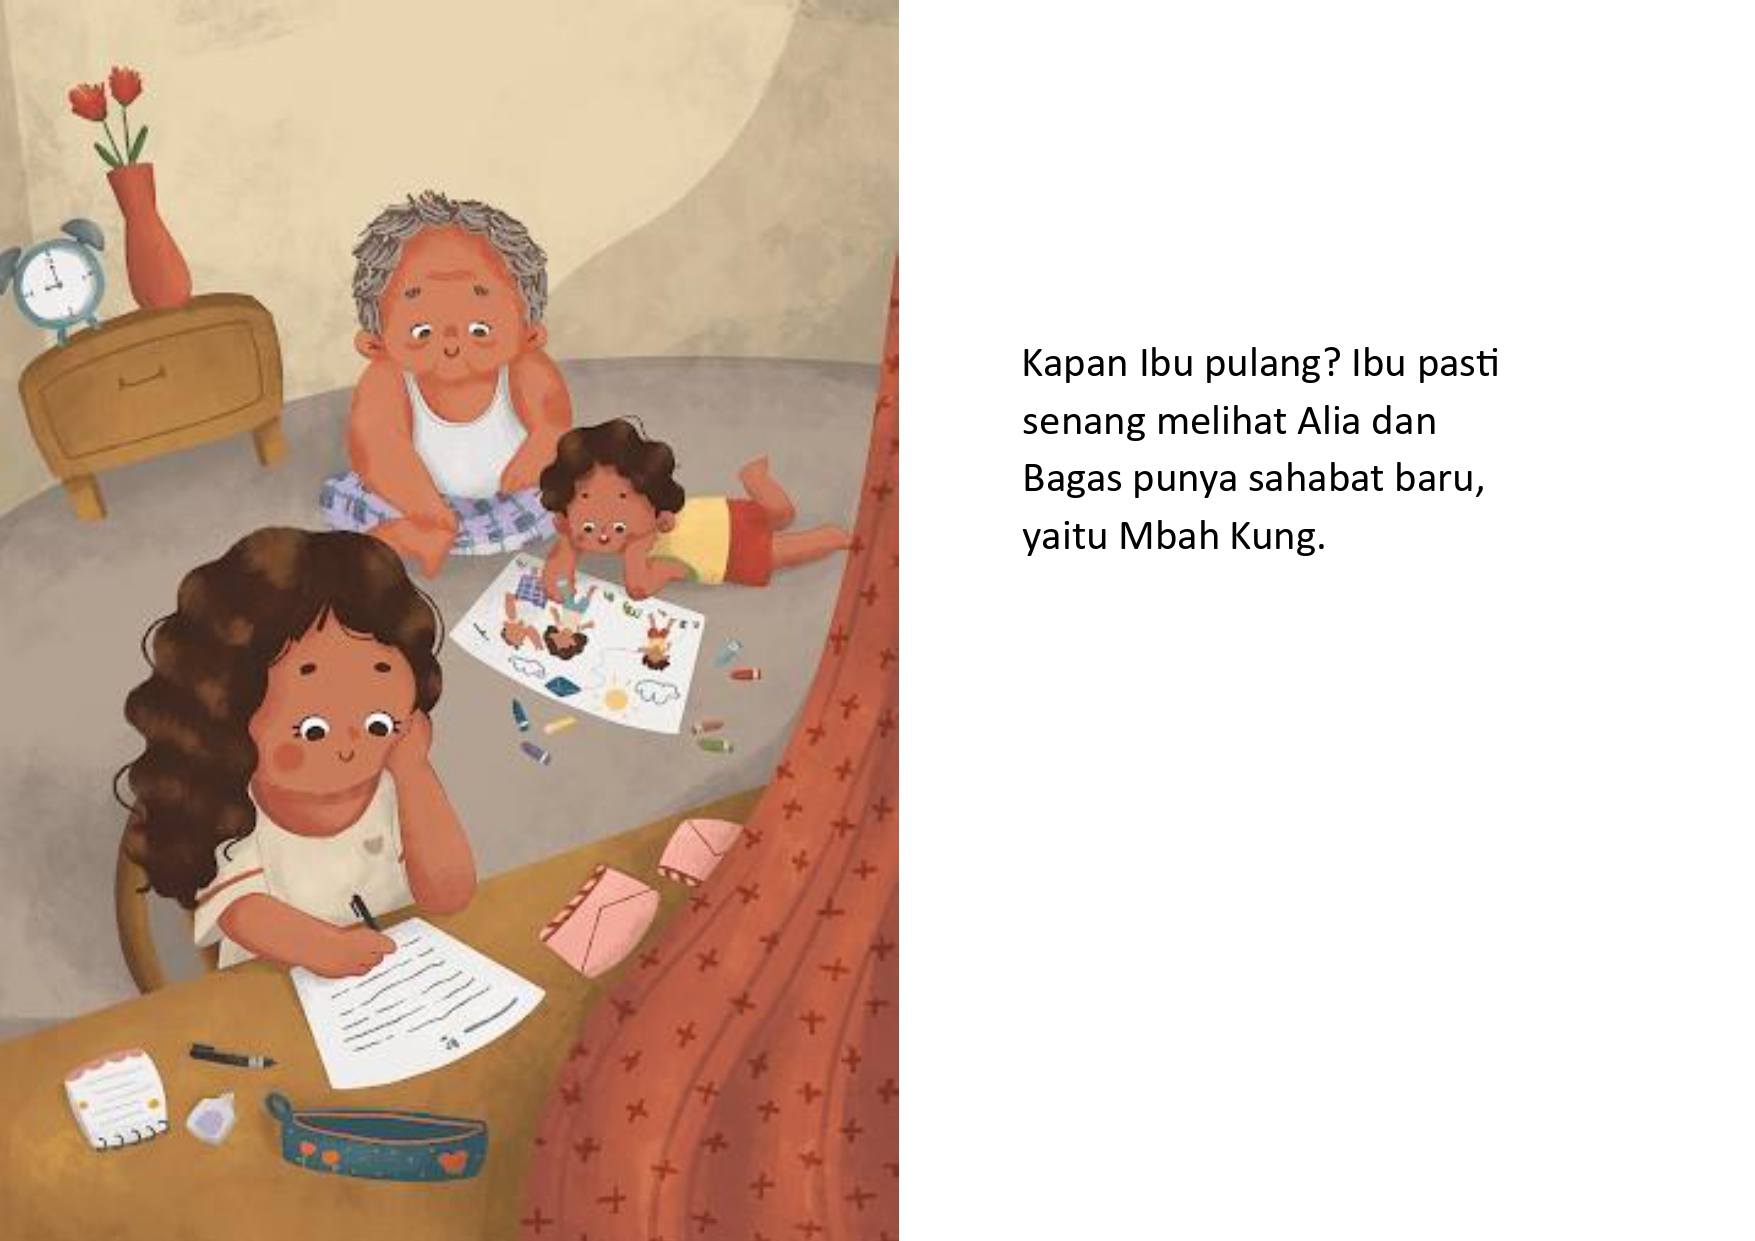 Kapan Ibu pulang? Ibu pasti
senang melihat Alia dan
Bagas punya sahabat baru,
yaitu Mbah Kung.